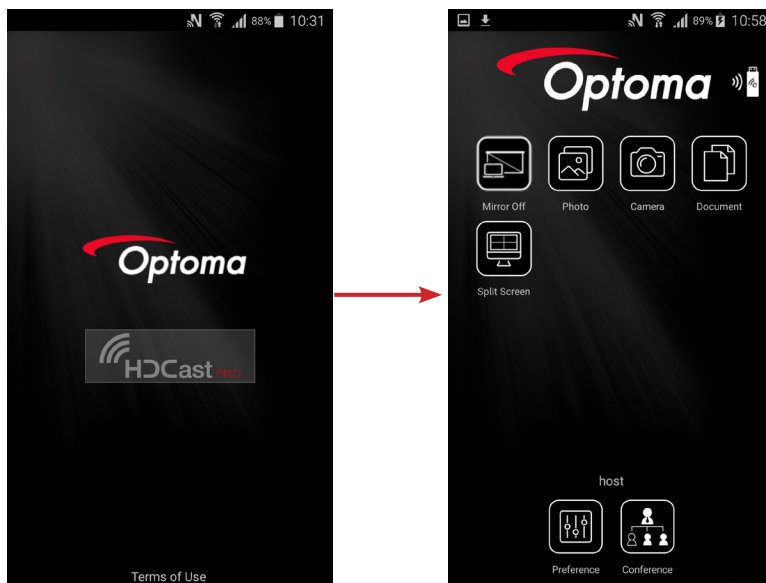 88% 10:31
Optoma
HDCast PRO
Terms of Use
89% 10:58
Optoma
Mirror Off Photo Camera Document
Split Screen
host
Preference Conference